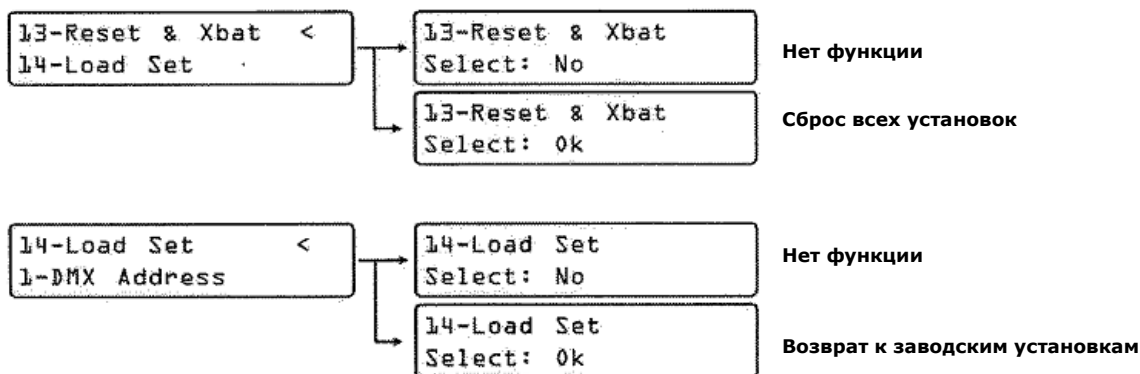 13-Reset & Xbat <
14-Load Set
13-Reset & Xbat
Select: No
Нет функции
13-Reset & Xbat
Select: Ok
Сброс всех установок
14-Load Set <
1-DMX Address
14-Load Set
Select: No
Нет функции
14-Load Set
Select: Ok
Возврат к заводским установкам